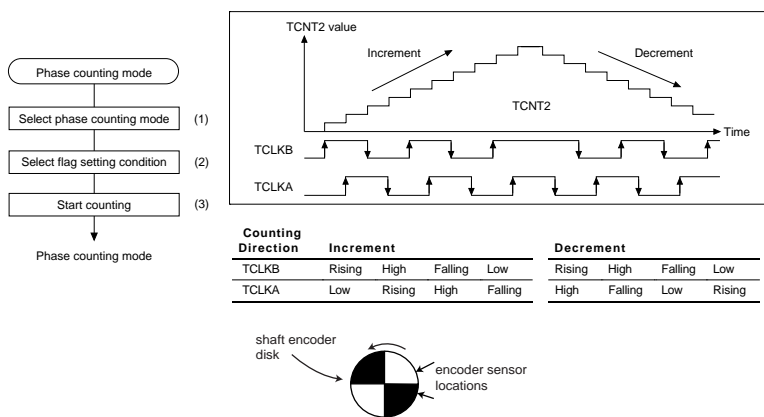 Phase counting mode
Select phase counting mode (1)
Select flag setting condition (2)
Start counting (3)
Phase counting mode
TCNT2 value
Increment
Decrement
TCNT2
Time
TCLKB
TCLKA
Counting
Direction Increment Decrement
TCLKB Rising High Falling Low Rising High Falling Low
TCLKA Low Rising High Falling High Falling Low Rising
shaft encoder
disk
encoder sensor
locations